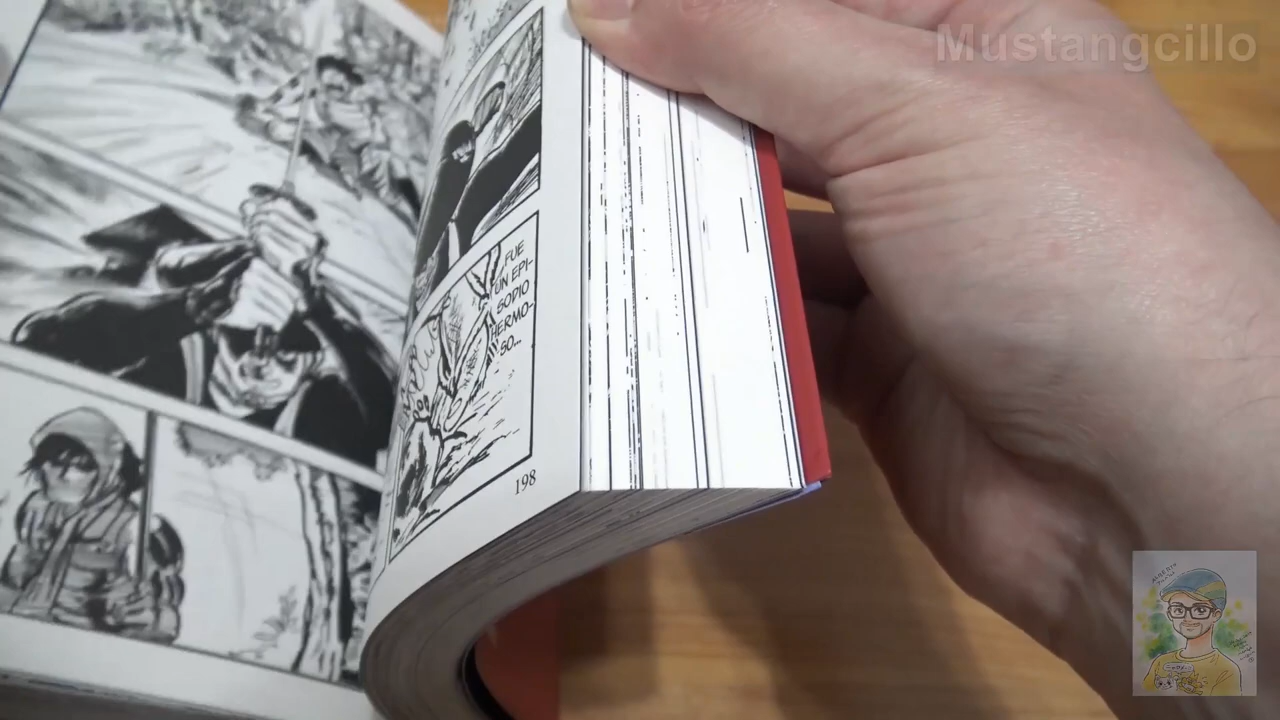 Mustangcillo
FUE
UN EPI-
SODIO
HERMO-
SO...
198